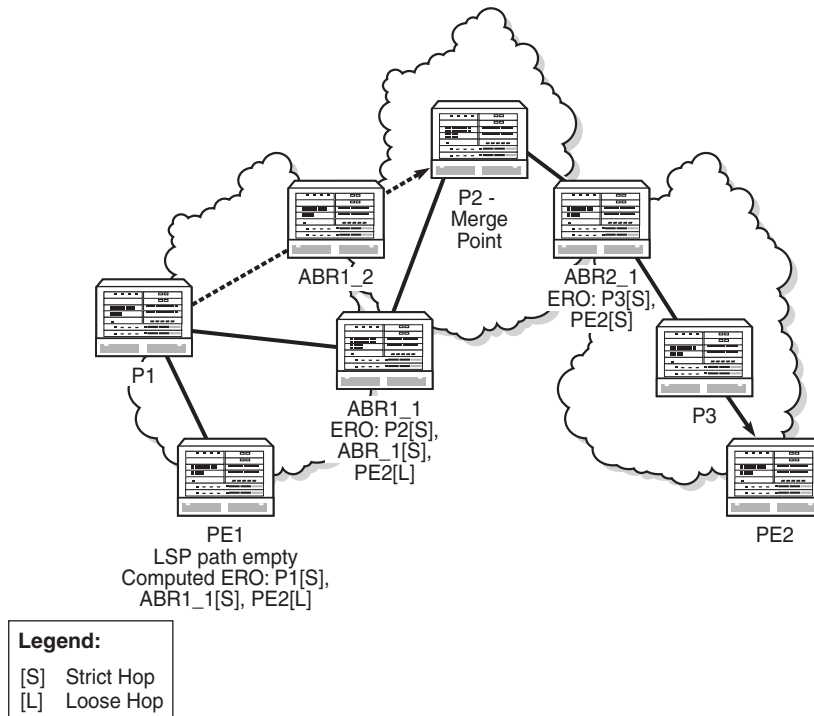 P2 -
Merge
Point
ABR1_2
ABR2_1
ERO: P3[S],
PE2[S]
P1
ABR1_1
ERO: P2[S],
ABR_1[S],
PE2[L]
P3
PE1
LSP path empty
Computed ERO: P1[S],
ABR1_1[S], PE2[L]
PE2
Legend:
[S] Strict Hop
[L] Loose Hop